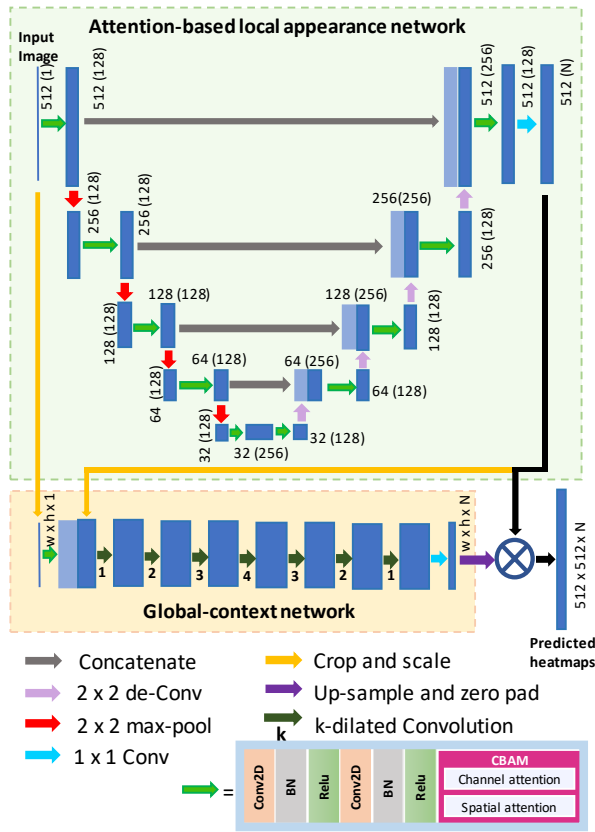 Attention-based local appearance network
Input
Image
512 (1)
512 (128)
512 (256)
512 (128)
512 (N)
256 (128)
256 (128)
256(256)
256 (128)
128 (128)
128 (128)
128 (256)
128 (128)
64 (128)
64 (128)
64 (256)
64 (128)
32 (128)
32 (256)
32 (128)
w x h x 1
1
2
3
4
3
2
1
w x h x N
512 x 512 x N
Global-context network
Predicted
heatmaps
Concatenate
Crop and scale
2 x 2 de-Conv
Up-sample and zero pad
2 x 2 max-pool
k
k-dilated Convolution
1 x 1 Conv
=
Conv2D
BN
Relu
Conv2D
BN
Relu
CBAM
Channel attention
Spatial attention